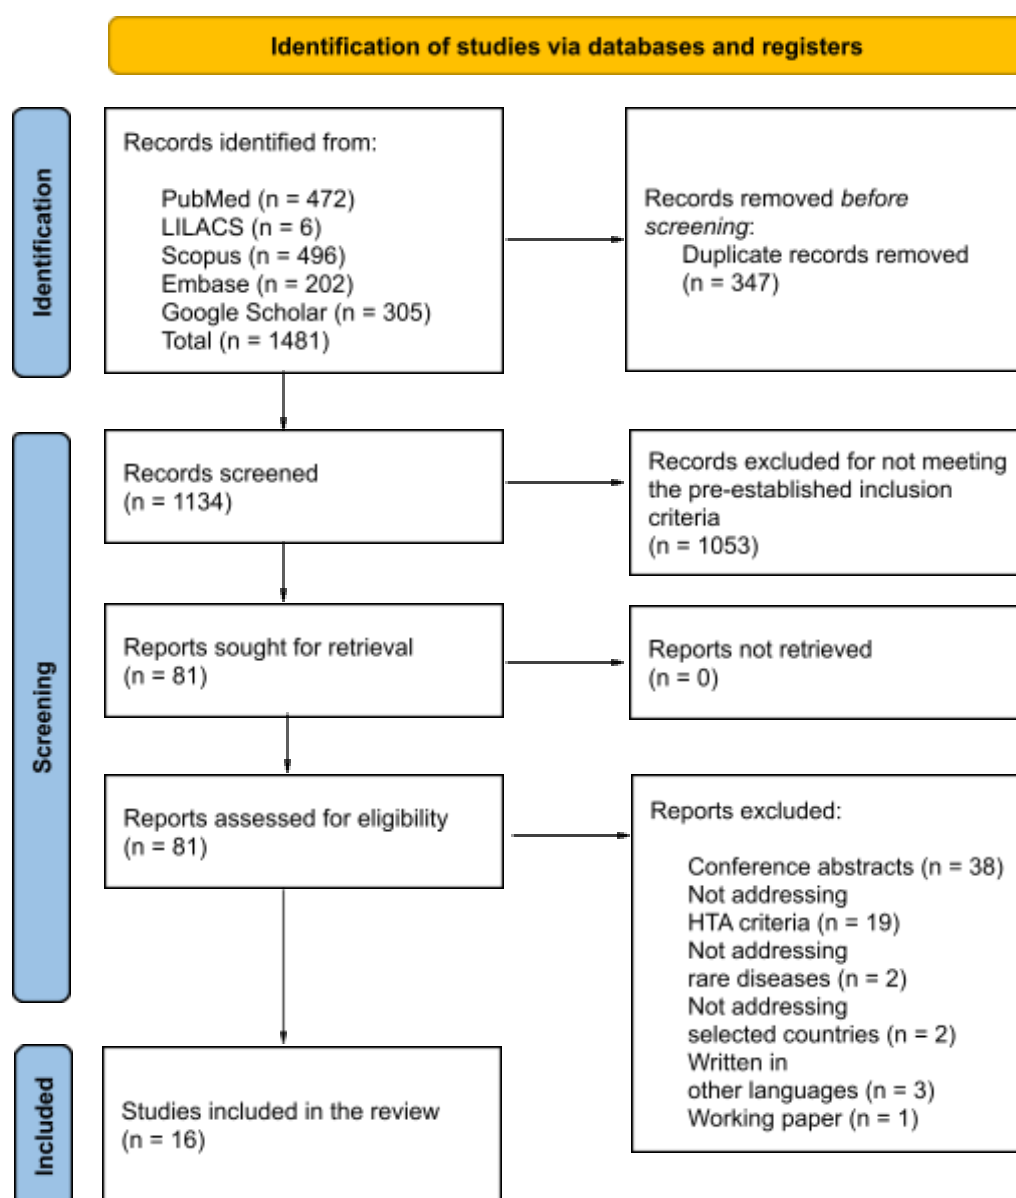 Identification of studies via databases and registers
Identification
Records identified from:
PubMed (n = 472)
LILACS (n = 6)
Scopus (n = 496)
Embase (n = 202)
Google Scholar (n = 305)
Total (n = 1481)
Records removed before
screening:
Duplicate records removed
(n = 347)
Screening
Records screened
(n = 1134)
Records excluded for not meeting
the pre-established inclusion
criteria
(n = 1053)
Reports sought for retrieval
(n = 81)
Reports not retrieved
(n = 0)
Reports assessed for eligibility
(n = 81)
Reports excluded:
Conference abstracts (n = 38)
Not addressing
HTA criteria (n = 19)
Not addressing
rare diseases (n = 2)
Not addressing
selected countries (n = 2)
Written in
other languages (n = 3)
Working paper (n = 1)
Included
Studies included in the review
(n = 16)